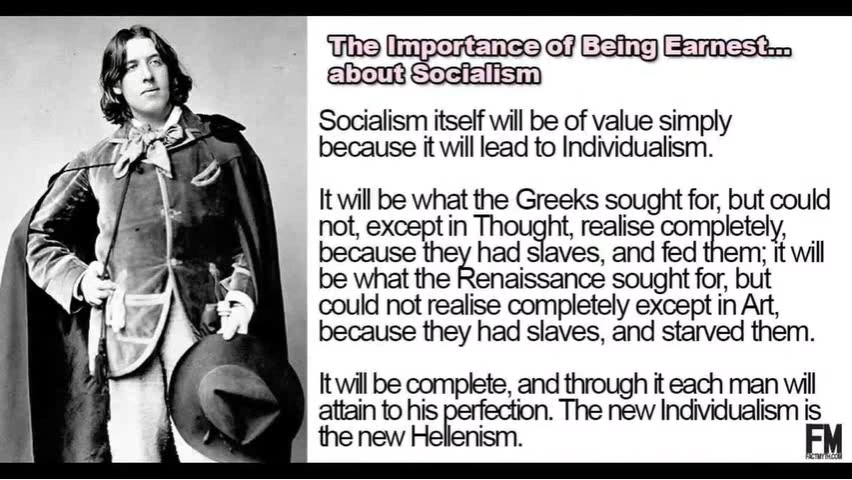 The Importance of Being Earnest...
about Socialism
Socialism itself will be of value simply
because it will lead to Individualism.
It will be what the Greeks sought for, but could
not, except in Thought, realise completely,
because they had slaves, and fed them; it will
be what the Renaissance sought for, but
could not realise completely except in Art,
because they had slaves, and starved them.
It will be complete, and through it each man will
attain to his perfection. The new Individualism is
the new Hellenism.
FM
FACTMYTH.COM